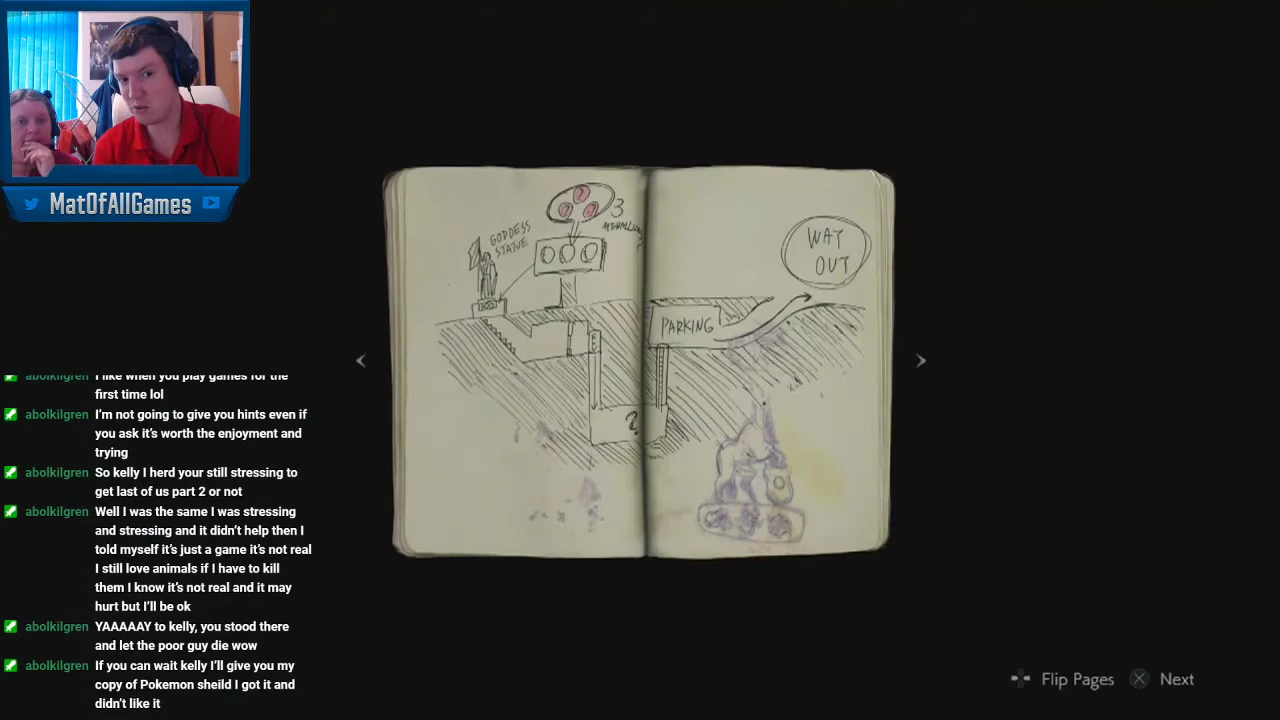 MatOfAllGames
GODDESS
STATUE
3
WAY
OUT
PARKING
?
abolkilgren I like when you play games for the
first time lol
abolkilgren I'm not going to give you hints even if
you ask it's worth the enjoyment and
trying
abolkilgren So kelly I herd your still stressing to
get last of us part 2 or not
abolkilgren Well I was the same I was stressing
and stressing and it didn't help then I
told myself it's just a game it's not real
I still love animals if I have to kill
them I know it's not real and it may
hurt but I'll be ok
abolkilgren YAAAAAY to kelly, you stood there
and let the poor guy die wow
abolkilgren If you can wait kelly I'll give you my
copy of Pokemon sheild I got it and
didn't like it
Flip Pages
Next